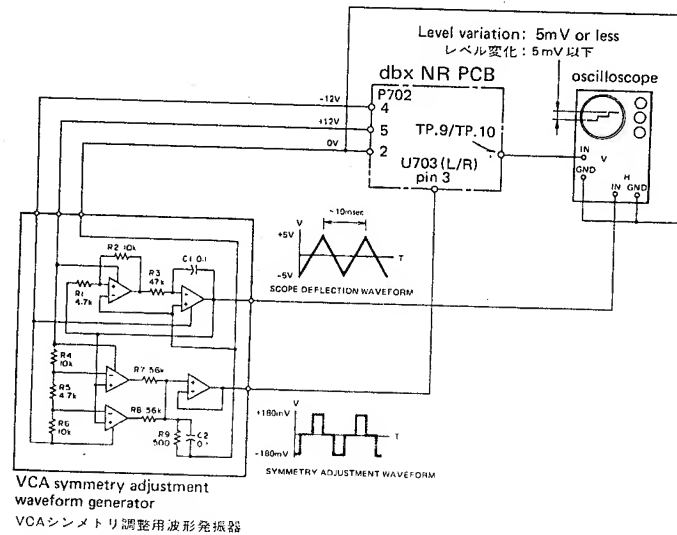 Level variation: 5mV or less
レベル変化：5mV以下
dbx NR PCB
oscilloscope
P702
-12V
4
+12V
5
TP.9/TP.10
0V
2
U703 (L/R)
pin 3
IN
V
GND
H
IN
GND
R2 10k
C1 0.1
R3
47k
R1
4.7k
V
~10msec
+5V
T
-5V
SCOPE DEFLECTION WAVEFORM
R4
10k
R7 56k
R5
4.7k
R8 56k
R6
10k
R9
500
C2
0.1
V
+180mV
T
-180mV
SYMMETRY ADJUSTMENT WAVEFORM
VCA symmetry adjustment
waveform generator
VCAシンメトリ調整用波形発振器